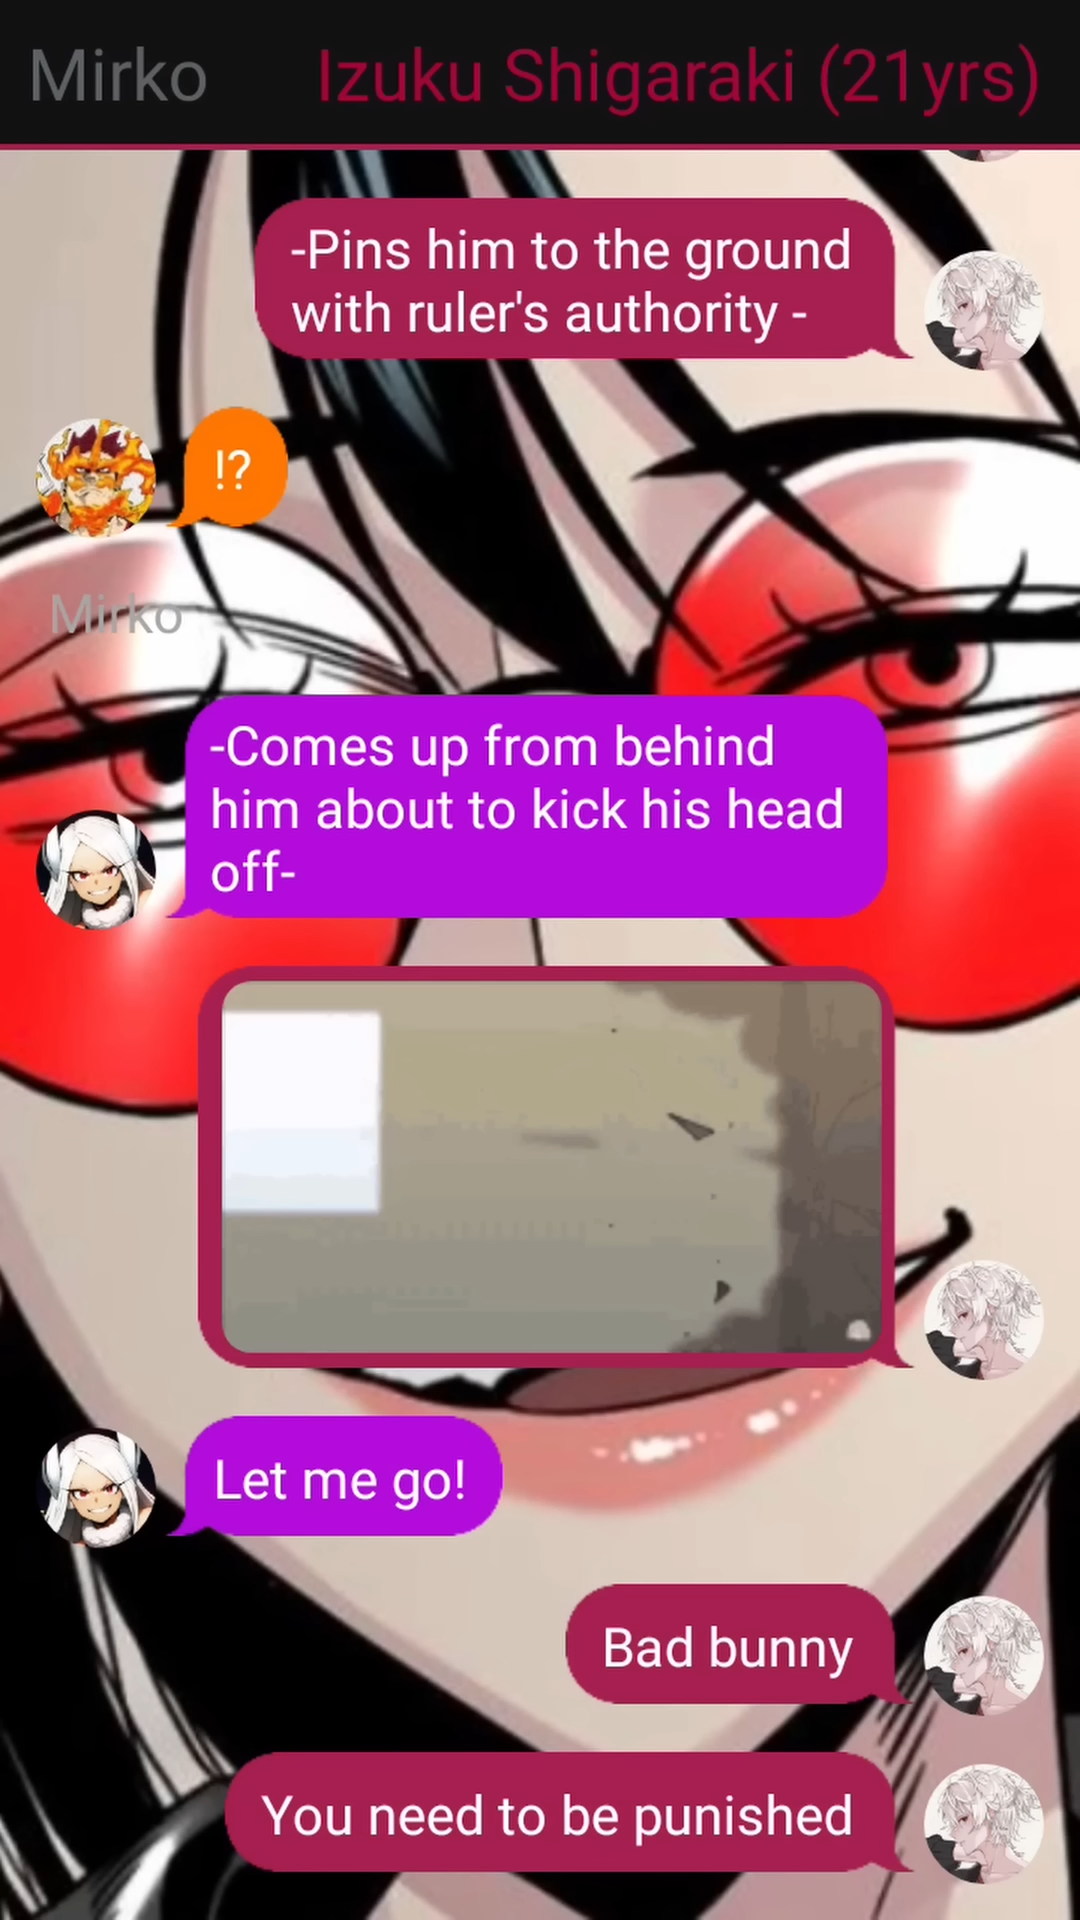 Mirko Izuku Shigaraki (21yrs)
-Pins him to the ground
with ruler's authority -
!?
Mirko
-Comes up from behind
him about to kick his head
off-
Let me go!
Bad bunny
You need to be punished